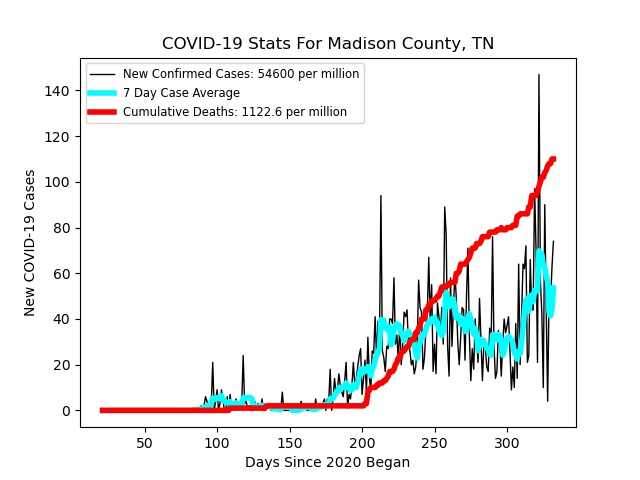 COVID-19 Stats For Madison County, TN
New Confirmed Cases: 54600 per million
7 Day Case Average
Cumulative Deaths: 1122.6 per million
New COVID-19 Cases
140
120
100
80
60
40
20
0
50 100 150 200 250 300
Days Since 2020 Began